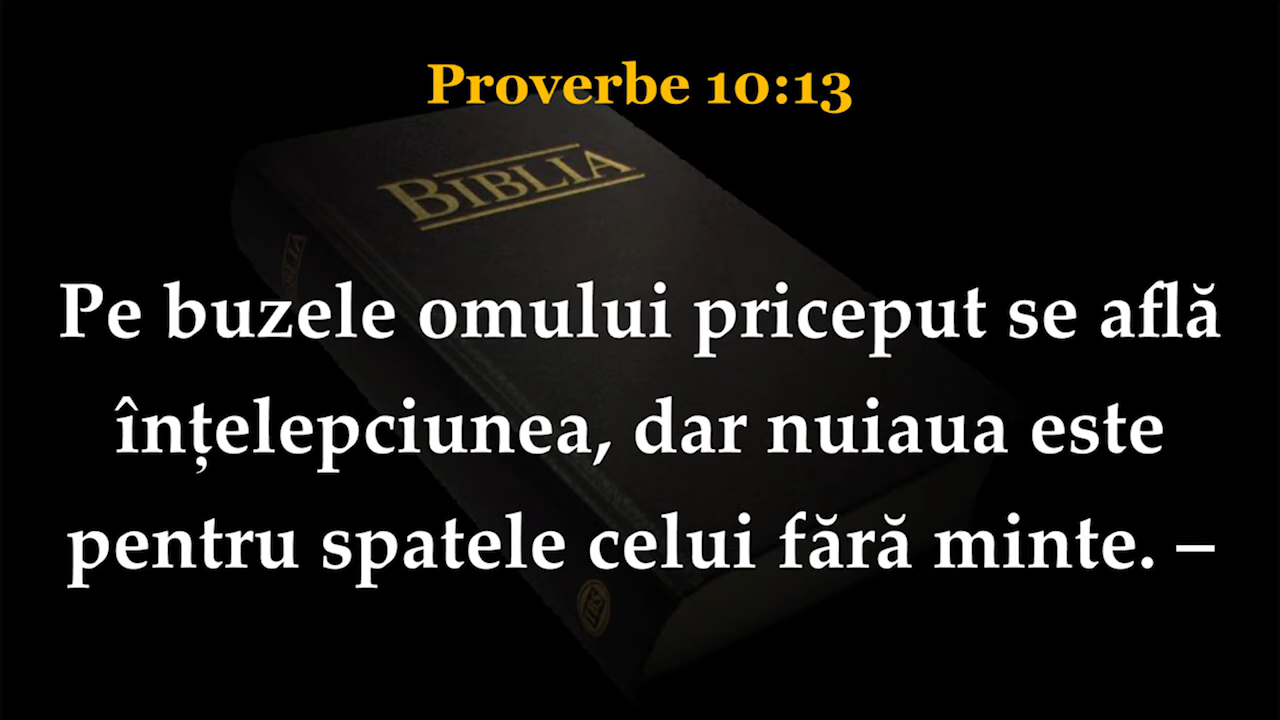 Proverbe 10:13
BIBLIA
Pe buzele omului priceput se află
înțelepciunea, dar nuiaua este
pentru spatele celui fără minte. –